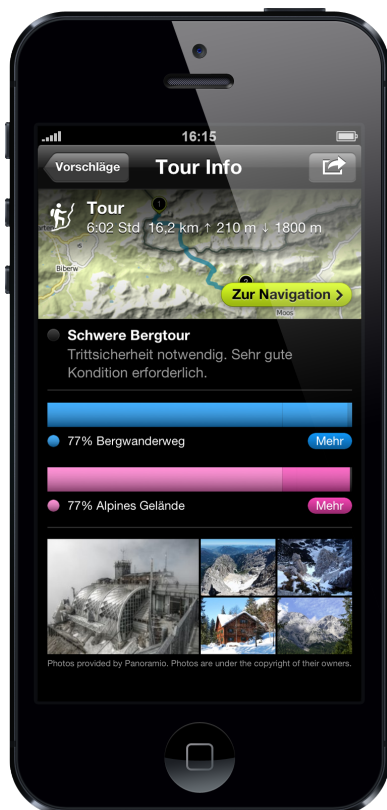 16:15
Vorschläge
Tour Info
1
Tour
6:02 Std 16,2 km ↑ 210 m ↓ 1800 m
Biberw
2
Zur Navigation >
Moos
Schwere Bergtour
Trittsicherheit notwendig. Sehr gute
Kondition erforderlich.
77% Bergwanderweg
Mehr
77% Alpines Gelände
Mehr
Photos provided by Panoramio. Photos are under the copyright of their owners.